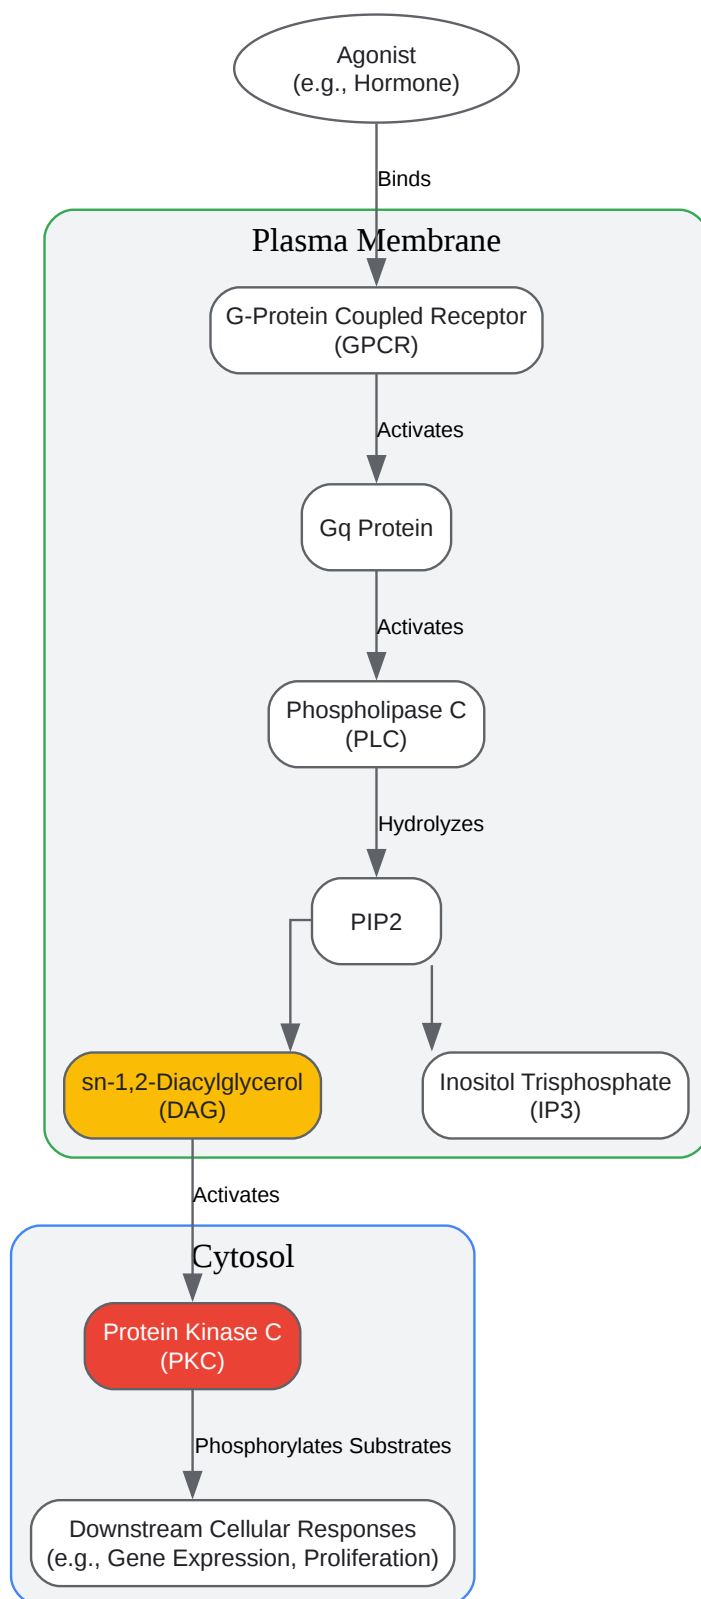 Agonist
(e.g., Hormone)
Binds
Plasma Membrane
G-Protein Coupled Receptor
(GPCR)
Activates
Gq Protein
Activates
Phospholipase C
(PLC)
Hydrolyzes
PIP2
sn-1,2-Diacylglycerol
(DAG)
Inositol Trisphosphate
(IP3)
Activates
Cytosol
Protein Kinase C
(PKC)
Phosphorylates Substrates
Downstream Cellular Responses
(e.g., Gene Expression, Proliferation)